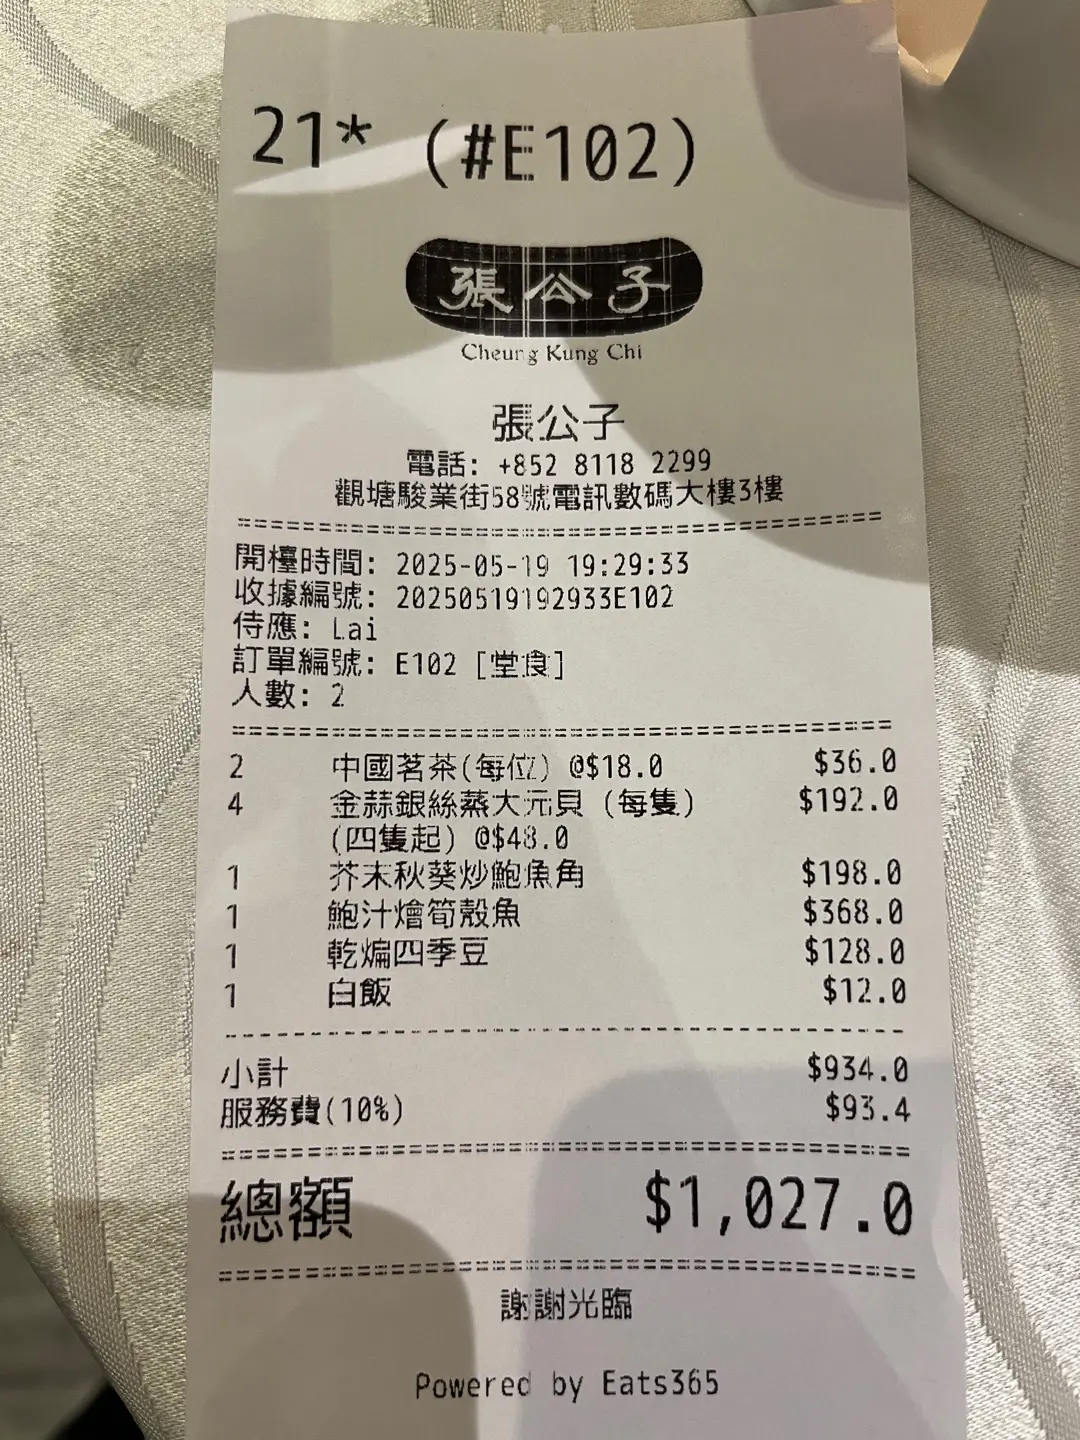 21* (#E102)
張公子
Cheung Kung Chi
張公子
電話: +852 8118 2299
觀塘駿業街58號電訊數碼大樓3樓
開檯時間: 2025-05-19 19:29:33
收據編號: 20250519192933E102
侍應: Lai
訂單編號: E102 [堂食]
人數: 2
2 中國茗茶(每位) @$18.0 $36.0
4 金蒜銀絲蒸大元貝 (每隻) $192.0
(四隻起) @$48.0
1 芥末秋葵炒鮑魚角 $198.0
1 鮑汁燴筍殼魚 $368.0
1 乾煸四季豆 $128.0
1 白飯 $12.0
小計 $934.0
服務費(10%) $93.4
總額 $1,027.0
謝謝光臨
Powered by Eats365